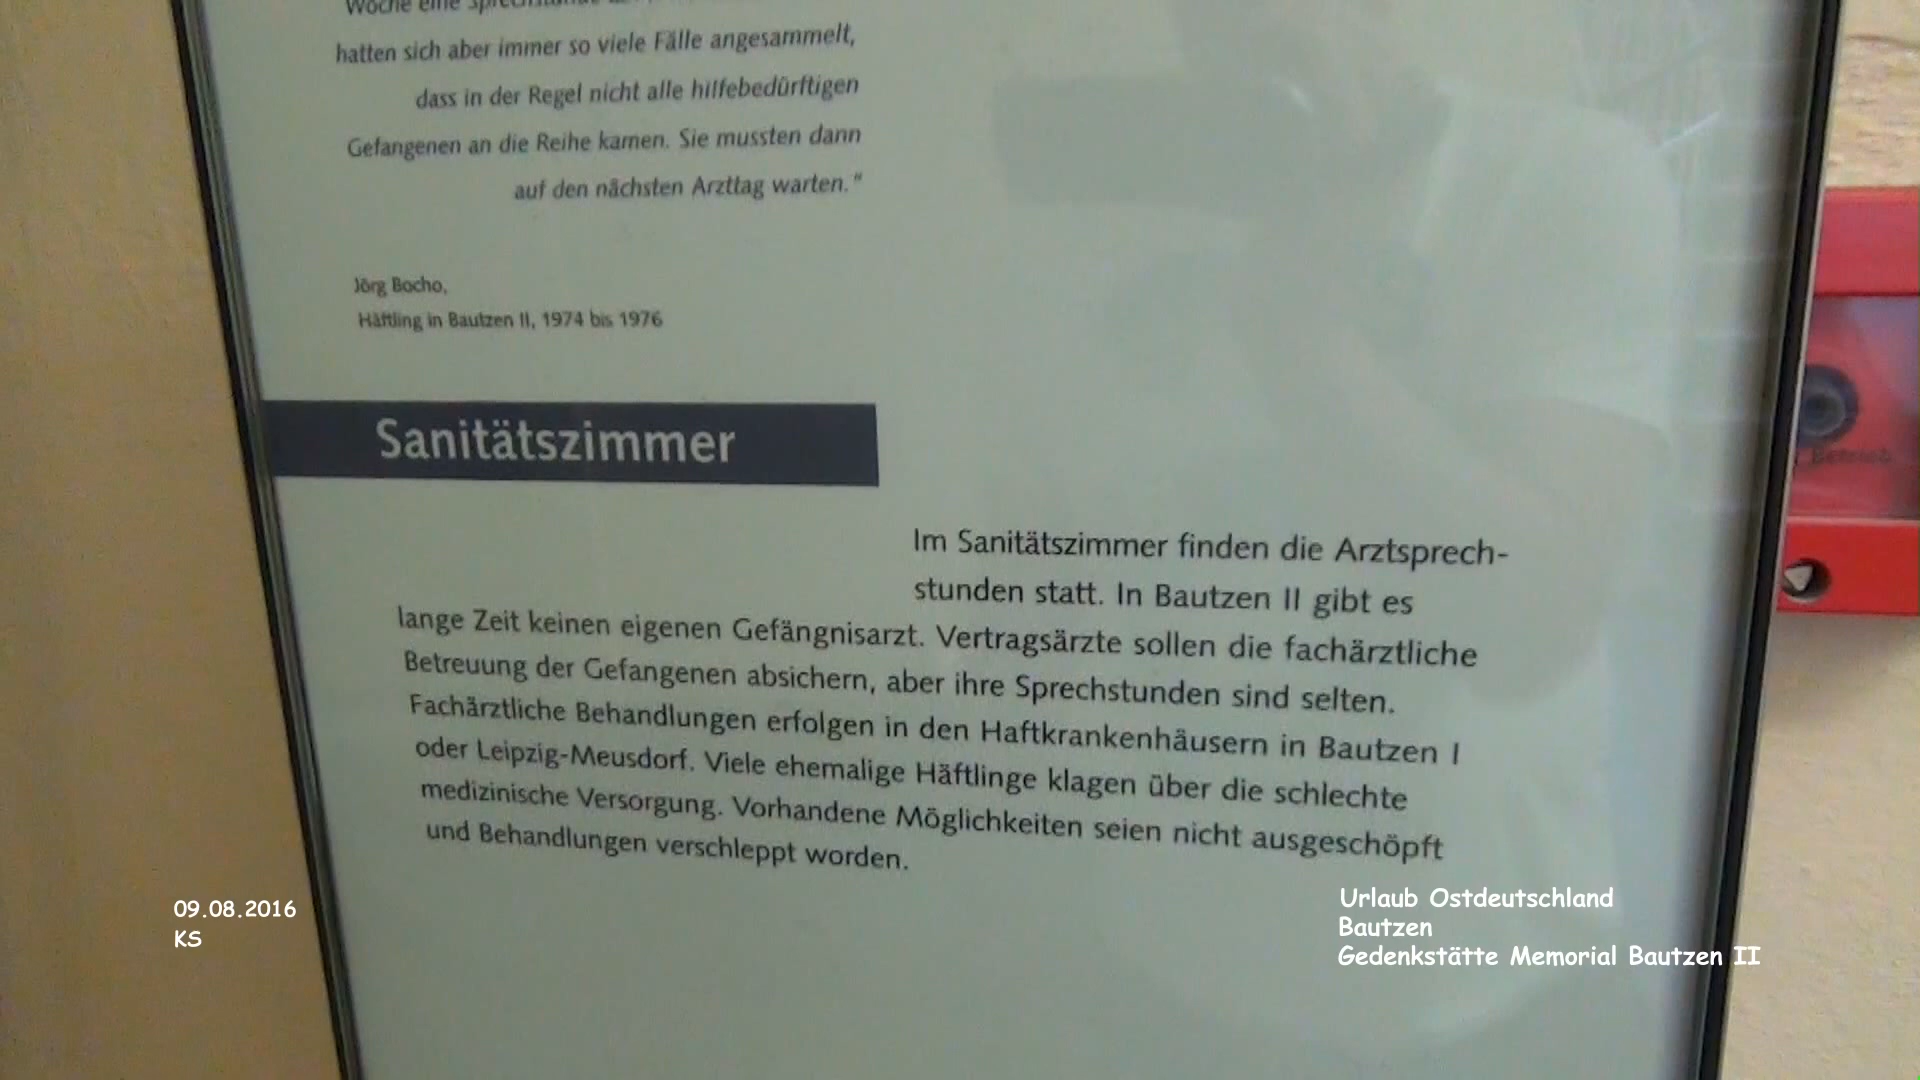 Woche eine
hatten sich aber immer so viele Fälle angesammelt,
dass in der Regel nicht alle hilfebedürftigen
Gefangenen an die Reihe kamen. Sie mussten dann
auf den nächsten Arzttag warten."
Jörg Bocho,
Häftling in Bautzen II, 1974 bis 1976
Sanitätszimmer
Im Sanitätszimmer finden die Arztsprech-
stunden statt. In Bautzen II gibt es
lange Zeit keinen eigenen Gefängnisarzt. Vertragsärzte sollen die fachärztliche
Betreuung der Gefangenen absichern, aber ihre Sprechstunden sind selten.
Fachärztliche Behandlungen erfolgen in den Haftkrankenhäusern in Bautzen I
oder Leipzig-Meusdorf. Viele ehemalige Häftlinge klagen über die schlechte
medizinische Versorgung. Vorhandene Möglichkeiten seien nicht ausgeschöpft
und Behandlungen verschleppt worden.
Betrieb
09.08.2016
KS
Urlaub Ostdeutschland
Bautzen
Gedenkstätte Memorial Bautzen II